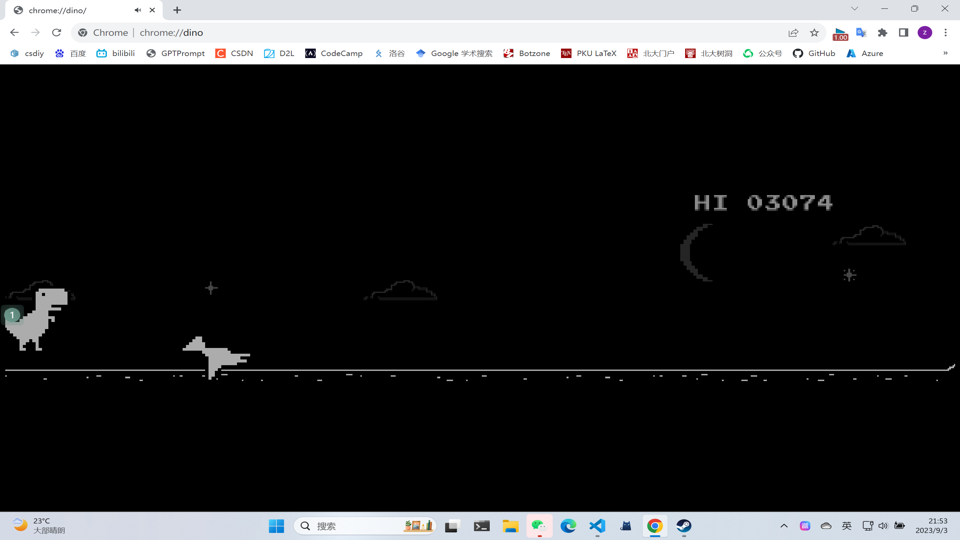 chrome://dino/
Chrome | chrome://dino
1.00
z
csdiy
百度
bilibili
GPTPrompt
CSDN
D2L
CodeCamp
洛谷
Google 学术搜索
Botzone
PKU LaTeX
北大门户
北大树洞
公众号
GitHub
Azure
»
HI 03074
1
23°C
大部晴朗
搜索
英
21:53
2023/9/3